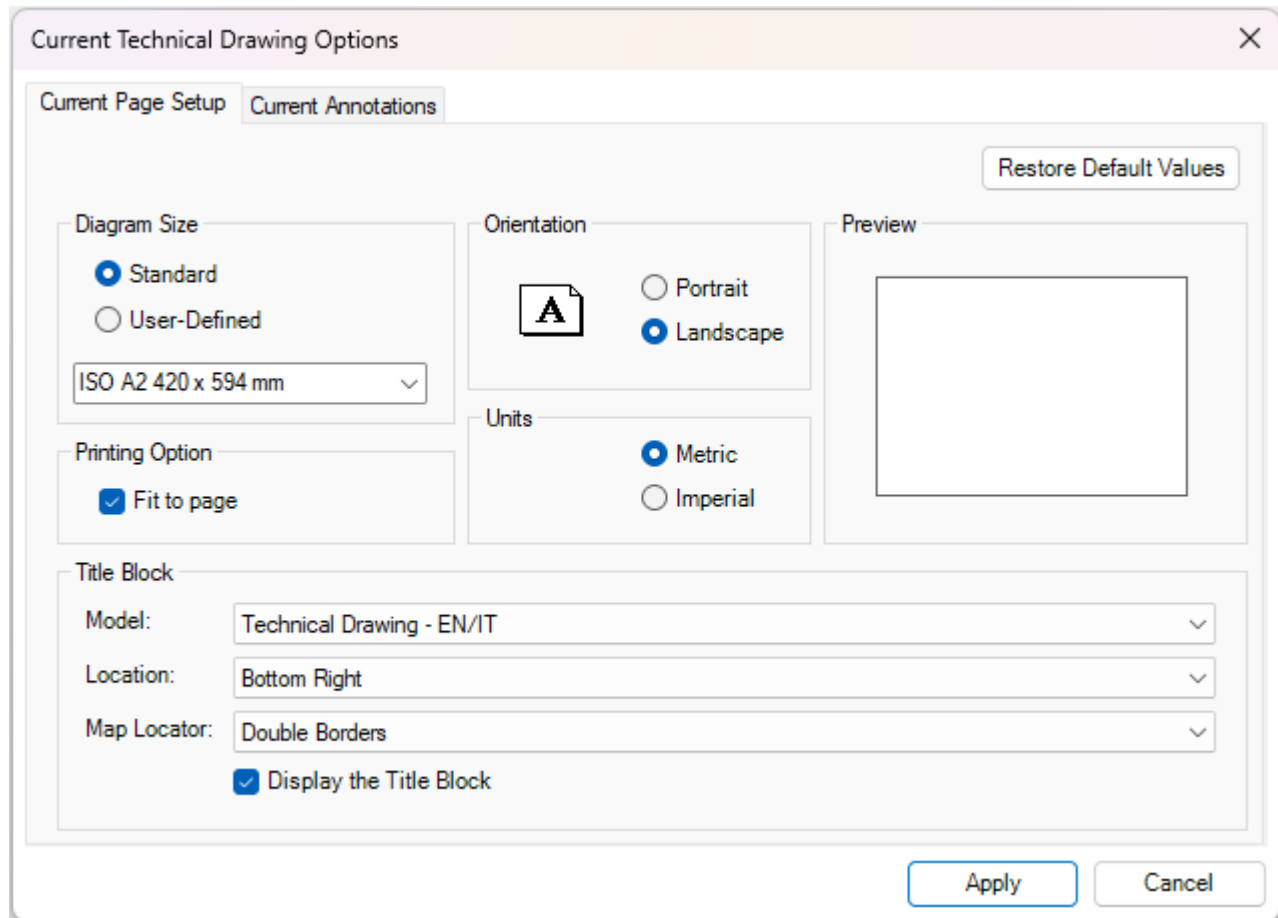 Current Technical Drawing Options
Current Page Setup
Current Annotations
Restore Default Values
Diagram Size
Standard
User-Defined
ISO A2 420 x 594 mm
Orientation
A
Portrait
Landscape
Preview
Printing Option
Fit to page
Units
Metric
Imperial
Title Block
Model: Technical Drawing - EN/IT
Location: Bottom Right
Map Locator: Double Borders
Display the Title Block
Apply
Cancel